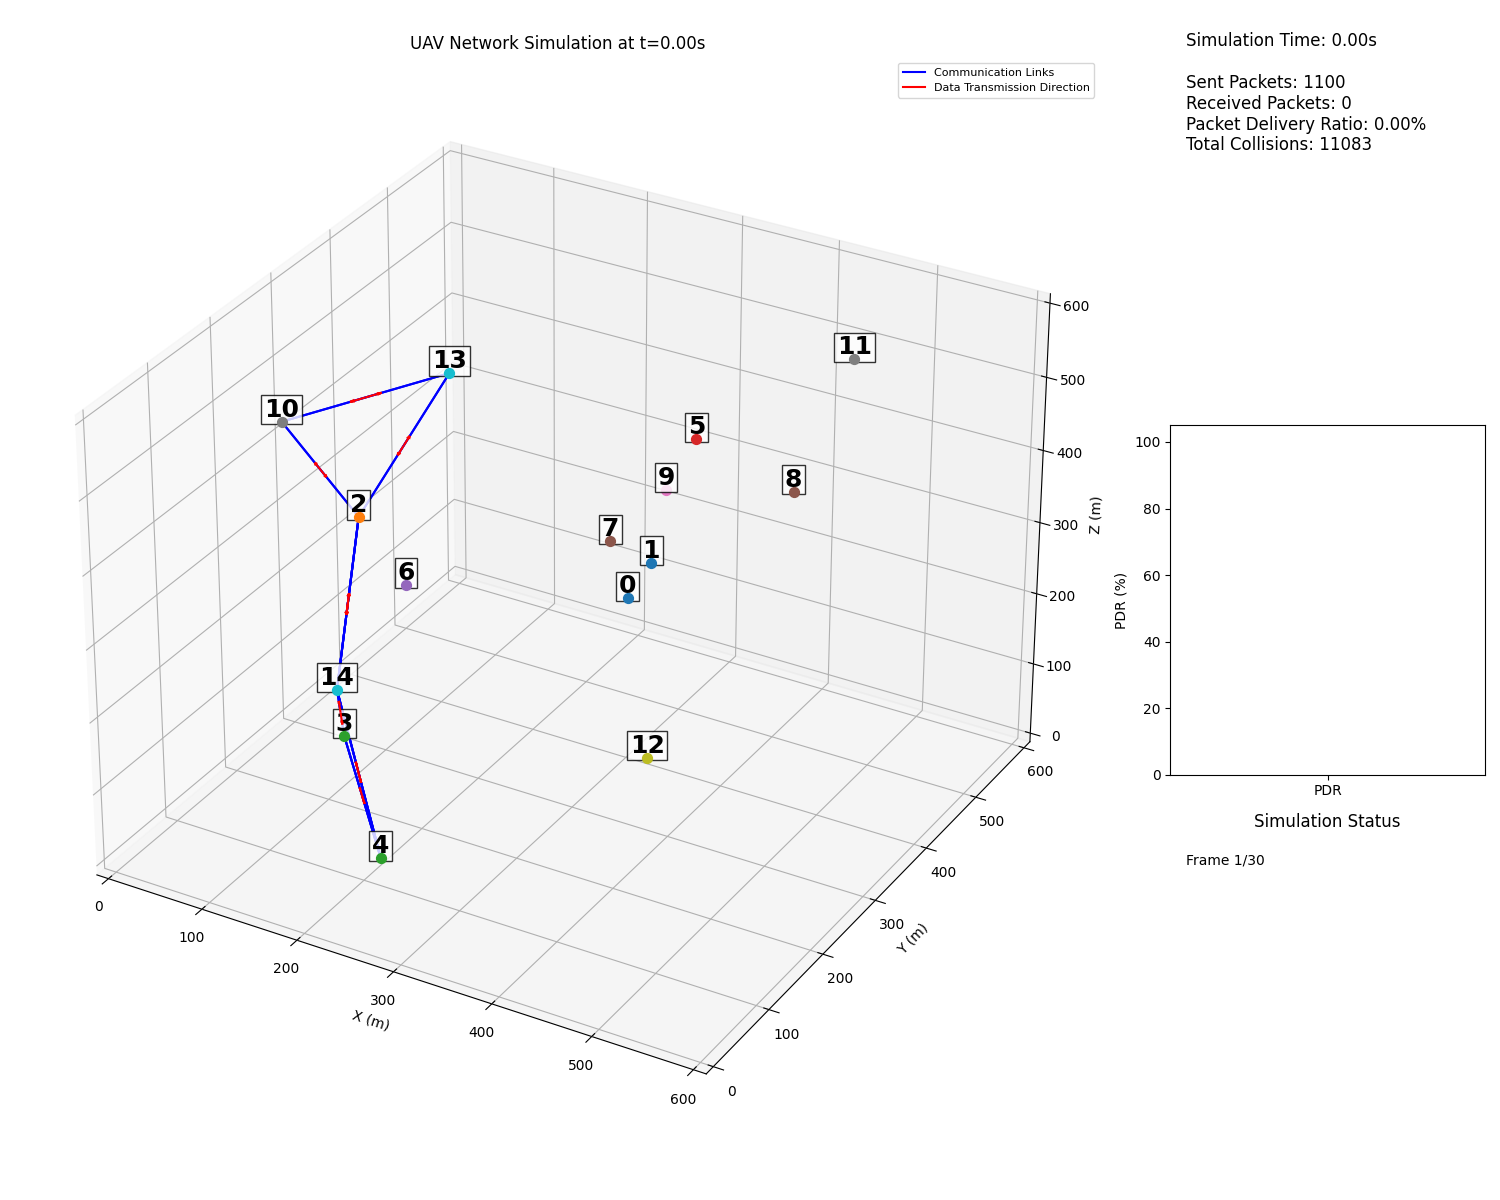 UAV Network Simulation at t=0.00s
Communication Links
Data Transmission Direction
Simulation Time: 0.00s
Sent Packets: 1100
Received Packets: 0
Packet Delivery Ratio: 0.00%
Total Collisions: 11083
13
11
10
5
9
8
2
7
1
6
0
14
3
12
4
600
500
400
300
200
100
0
Z (m)
600
500
400
300
200
100
0
Y (m)
0
100
200
300
400
500
600
X (m)
100
80
60
40
20
0
PDR (%)
PDR
Simulation Status
Frame 1/30